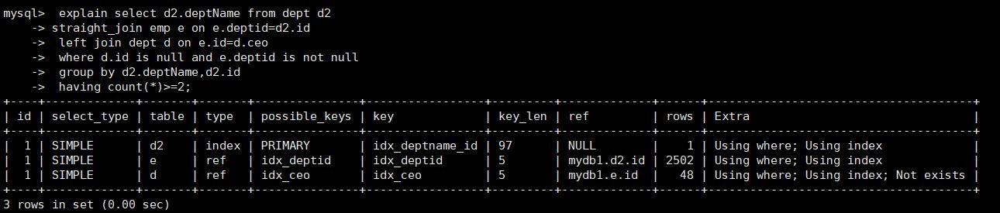 mysql>  explain select d2.deptName from dept d2
    -> straight_join emp e on e.deptid=d2.id
    ->  left join dept d on e.id=d.ceo
    ->  where d.id is null and e.deptid is not null
    ->  group by d2.deptName,d2.id
    ->  having count(*)>=2;
+----+-------------+-------+-------+---------------+-----------------+---------+-------------+------+--------------------------------------+
| id | select_type | table | type  | possible_keys | key             | key_len | ref         | rows | Extra                                |
+----+-------------+-------+-------+---------------+-----------------+---------+-------------+------+--------------------------------------+
|  1 | SIMPLE      | d2    | index | PRIMARY       | idx_deptname_id | 97      | NULL        |    1 | Using where; Using index             |
|  1 | SIMPLE      | e     | ref   | idx_deptid    | idx_deptid      | 5       | mydb1.d2.id | 2502 | Using where; Using index             |
|  1 | SIMPLE      | d     | ref   | idx_ceo       | idx_ceo         | 5       | mydb1.e.id  |   48 | Using where; Using index; Not exists |
+----+-------------+-------+-------+---------------+-----------------+---------+-------------+------+--------------------------------------+
3 rows in set (0.00 sec)